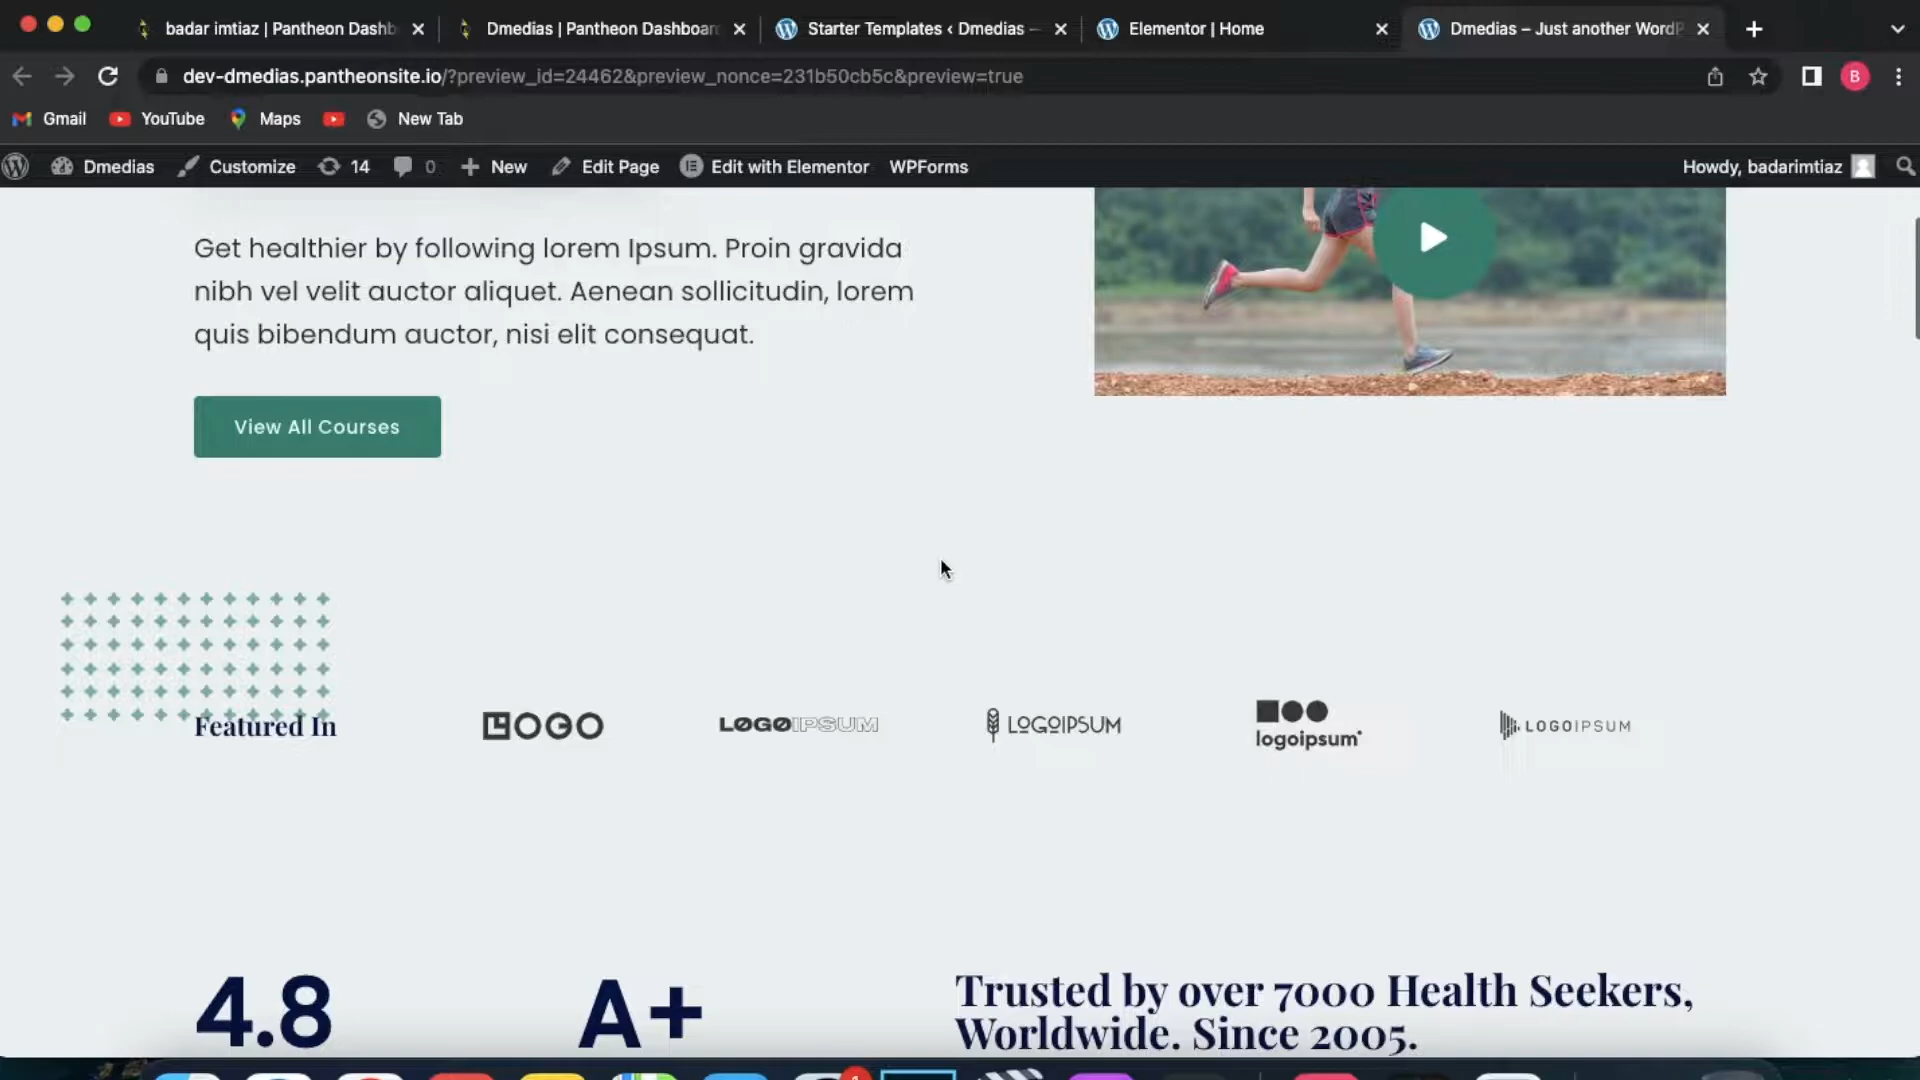 badar imtiaz | Pantheon Dashb
Dmedias | Pantheon Dashboar
Starter Templates ‹ Dmedias —
Elementor | Home
Dmedias – Just another WordP
dev-dmedias.pantheonsite.io/?preview_id=24462&preview_nonce=231b50cb5c&preview=true
B
Gmail
YouTube
Maps
New Tab
Dmedias
Customize
14
0
New
Edit Page
Edit with Elementor
WPForms
Howdy, badarimtiaz
Get healthier by following lorem Ipsum. Proin gravida
nibh vel velit auctor aliquet. Aenean sollicitudin, lorem
quis bibendum auctor, nisi elit consequat.
View All Courses
Featured In
LOGO
LOGOIPSUM
LOGOIPSUM
logoipsum
LOGOIPSUM
4.8
A+
Trusted by over 7000 Health Seekers,
Worldwide. Since 2005.